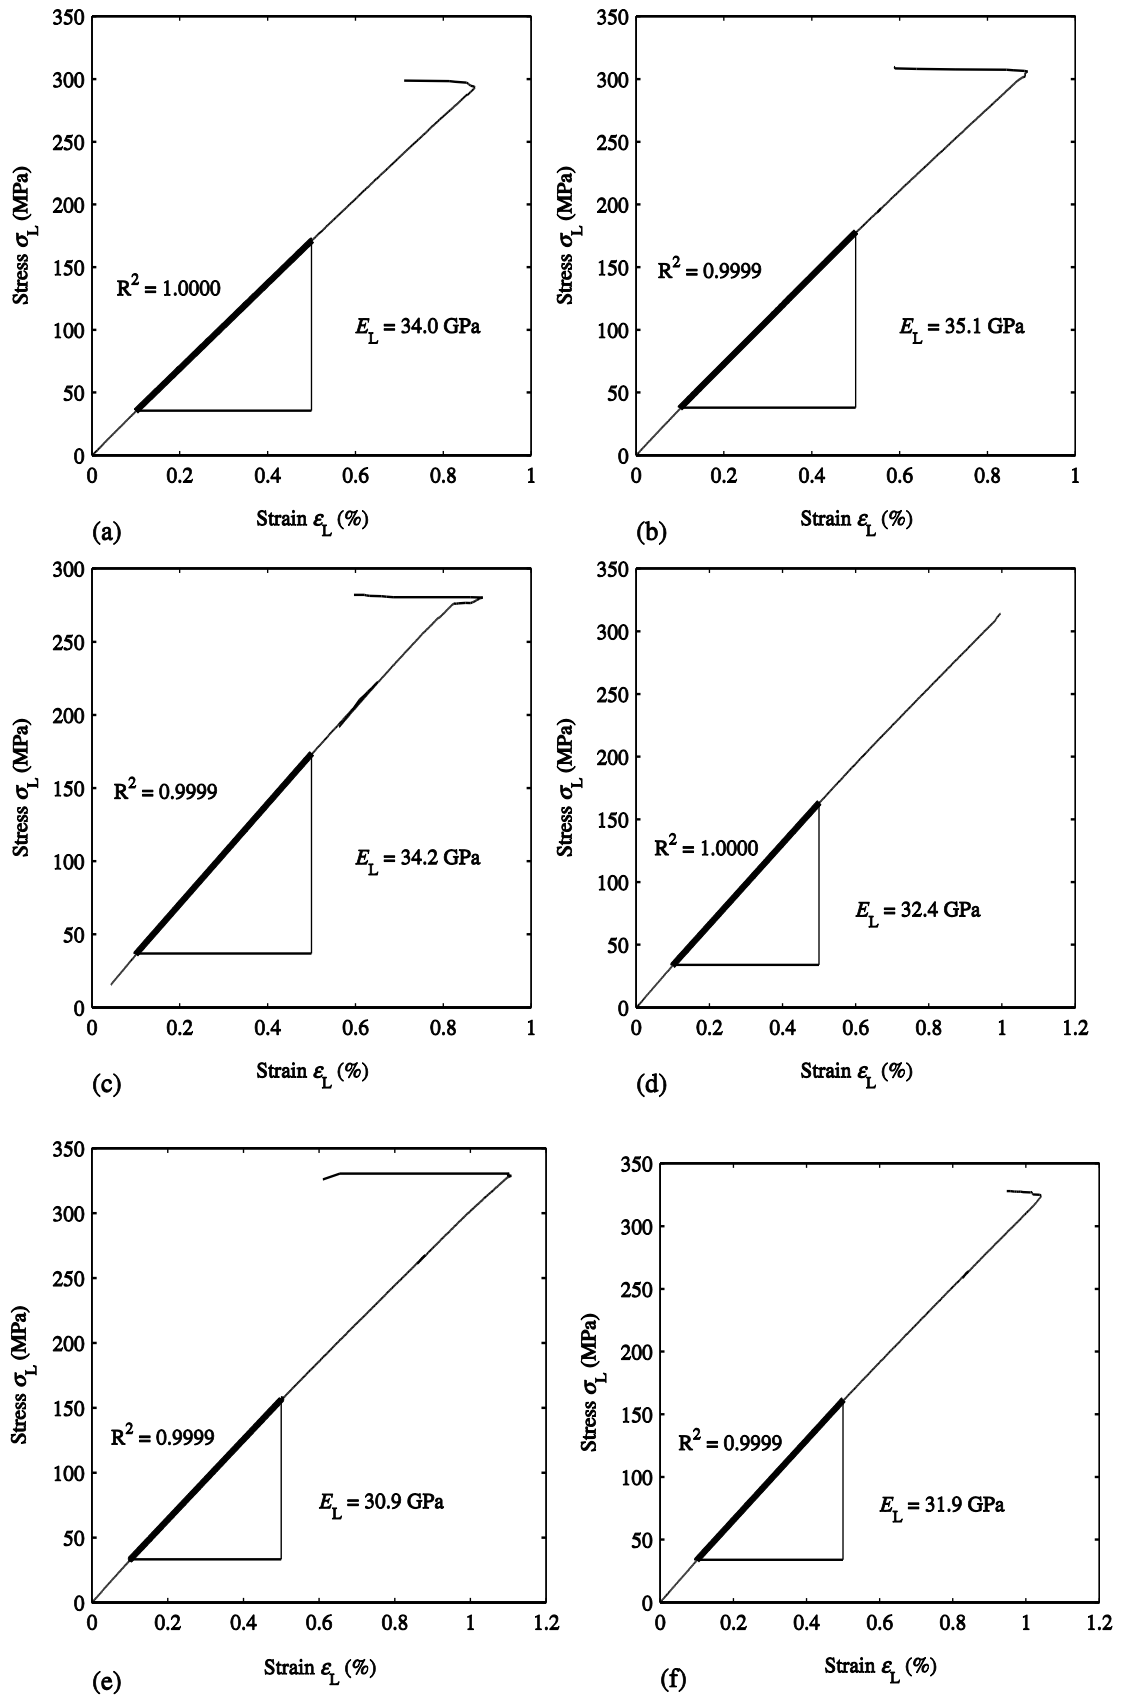 350
300
250
200
150
100
50
0
Stress σL (MPa)
R2 = 1.0000
EL = 34.0 GPa
0 0.2 0.4 0.6 0.8 1
Strain εL (%)
(a)
350
300
250
200
150
100
50
0
Stress σL (MPa)
R2 = 0.9999
EL = 35.1 GPa
0 0.2 0.4 0.6 0.8 1
Strain εL (%)
(b)
300
250
200
150
100
50
0
Stress σL (MPa)
R2 = 0.9999
EL = 34.2 GPa
0 0.2 0.4 0.6 0.8 1
Strain εL (%)
(c)
350
300
250
200
150
100
50
0
Stress σL (MPa)
R2 = 1.0000
EL = 32.4 GPa
0 0.2 0.4 0.6 0.8 1 1.2
Strain εL (%)
(d)
350
300
250
200
150
100
50
0
Stress σL (MPa)
R2 = 0.9999
EL = 30.9 GPa
0 0.2 0.4 0.6 0.8 1 1.2
Strain εL (%)
(e)
350
300
250
200
150
100
50
0
Stress σL (MPa)
R2 = 0.9999
EL = 31.9 GPa
0 0.2 0.4 0.6 0.8 1 1.2
Strain εL (%)
(f)